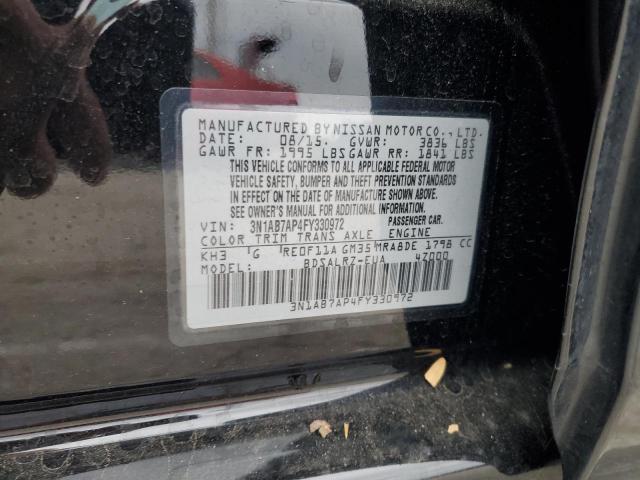 MANUFACTURED BY NISSAN MOTOR CO., LTD.
DATE: 08/15. GVWR: 3836 LBS
GAWR FR: 1995 LBS GAWR RR: 1841 LBS
THIS VEHICLE CONFORMS TO ALL APPLICABLE FEDERAL MOTOR
VEHICLE SAFETY, BUMPER AND THEFT PREVENTION STANDARDS
IN EFFECT ON THE DATE OF MANUFACTURE SHOWN ABOVE.
SEE OWNER'S MANUAL FOR ADDITIONAL INFORMATION
VIN: 3N1AB7AP4FY330972 PASSENGER CAR.
COLOR TRIM TRANS AXLE ENGINE
KH3 G RE0F11A GM35 MRA8DE 1798 CC
MODEL: BDSALRZ-EUA 4Z000
3N1AB7AP4FY330972